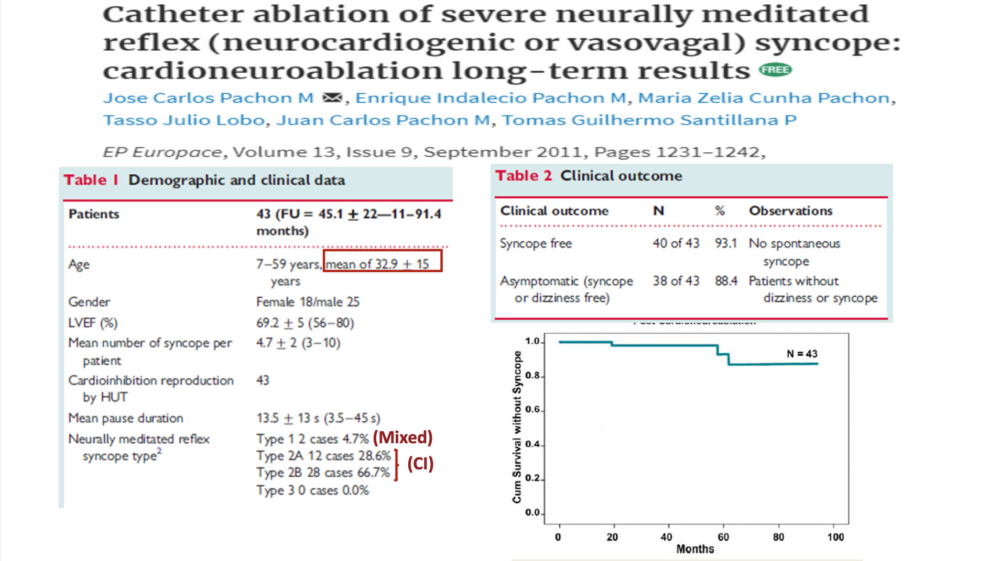 Catheter ablation of severe neurally meditated
reflex (neurocardiogenic or vasovagal) syncope:
cardioneuroablation long-term results FREE
Jose Carlos Pachon M, Enrique Indalecio Pachon M, Maria Zelia Cunha Pachon,
Tasso Julio Lobo, Juan Carlos Pachon M, Tomas Guilhermo Santillana P
EP Europace, Volume 13, Issue 9, September 2011, Pages 1231–1242,
Table 1 Demographic and clinical data
Patients 43 (FU = 45.1 ± 22—11–91.4
months)
Age 7–59 years, mean of 32.9 ± 15
years
Gender Female 18/male 25
LVEF (%) 69.2 ± 5 (56–80)
Mean number of syncope per 4.7 ± 2 (3–10)
patient
Cardioinhibition reproduction 43
by HUT
Mean pause duration 13.5 ± 13 s (3.5–45 s)
Neurally meditated reflex Type 1 2 cases 4.7% (Mixed)
syncope type2 Type 2A 12 cases 28.6%
(CI)
Type 2B 28 cases 66.7%
Type 3 0 cases 0.0%
Table 2 Clinical outcome
Clinical outcome N % Observations
Syncope free 40 of 43 93.1 No spontaneous
syncope
Asymptomatic (syncope 38 of 43 88.4 Patients without
or dizziness free) dizziness or syncope
Cum Survival without Syncope
1.0
0.8
0.6
0.4
0.2
0.0
N = 43
0 20 40 60 80 100
Months